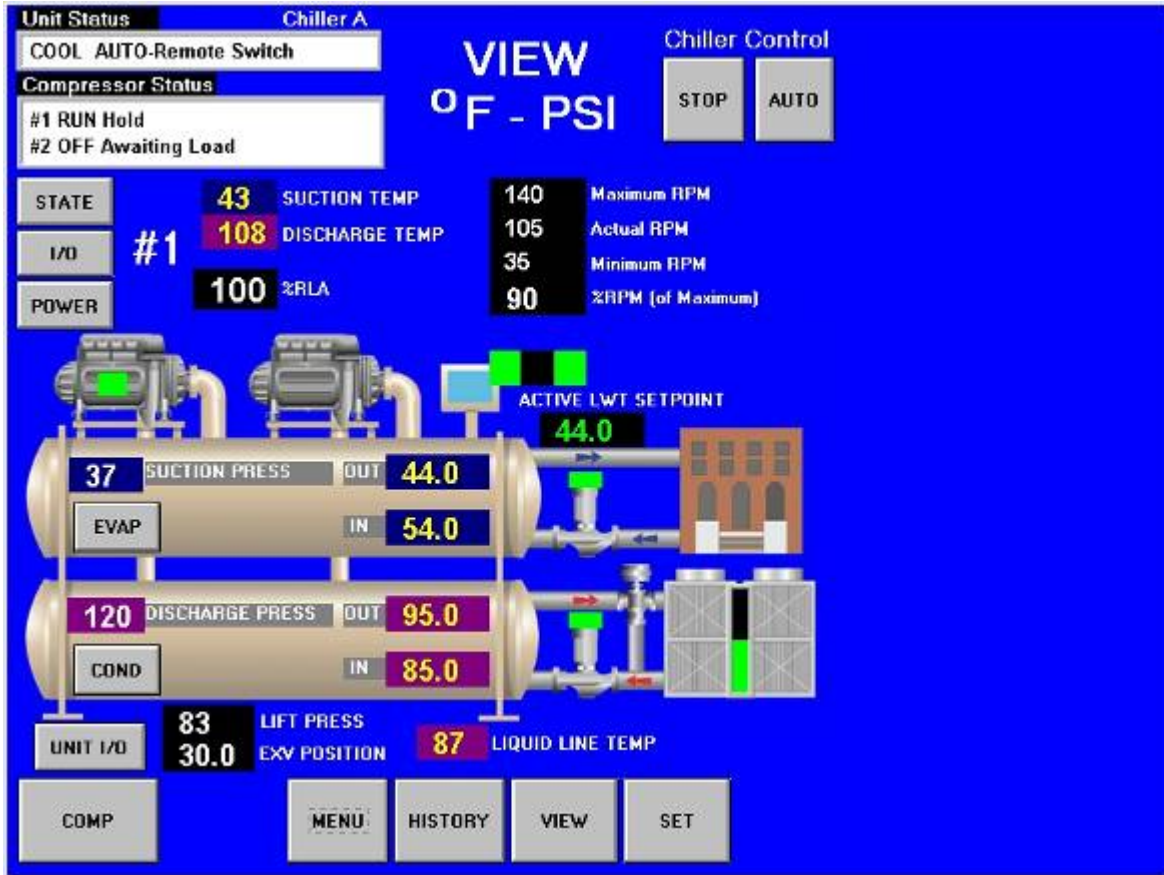 Unit Status Chiller A
COOL AUTO-Remote Switch
Compressor Status
#1 RUN Hold
#2 OFF Awaiting Load
VIEW
ºF - PSI
Chiller Control
STOP AUTO
STATE
I/O
POWER
#1
43 SUCTION TEMP
108 DISCHARGE TEMP
100 %RLA
140 Maximum RPM
105 Actual RPM
35 Minimum RPM
90 %RPM (of Maximum)
ACTIVE LWT SETPOINT
44.0
37 SUCTION PRESS OUT 44.0
EVAP IN 54.0
120 DISCHARGE PRESS OUT 95.0
COND IN 85.0
UNIT I/O
83 LIFT PRESS
30.0 EXV POSITION
87 LIQUID LINE TEMP
COMP MENU HISTORY VIEW SET